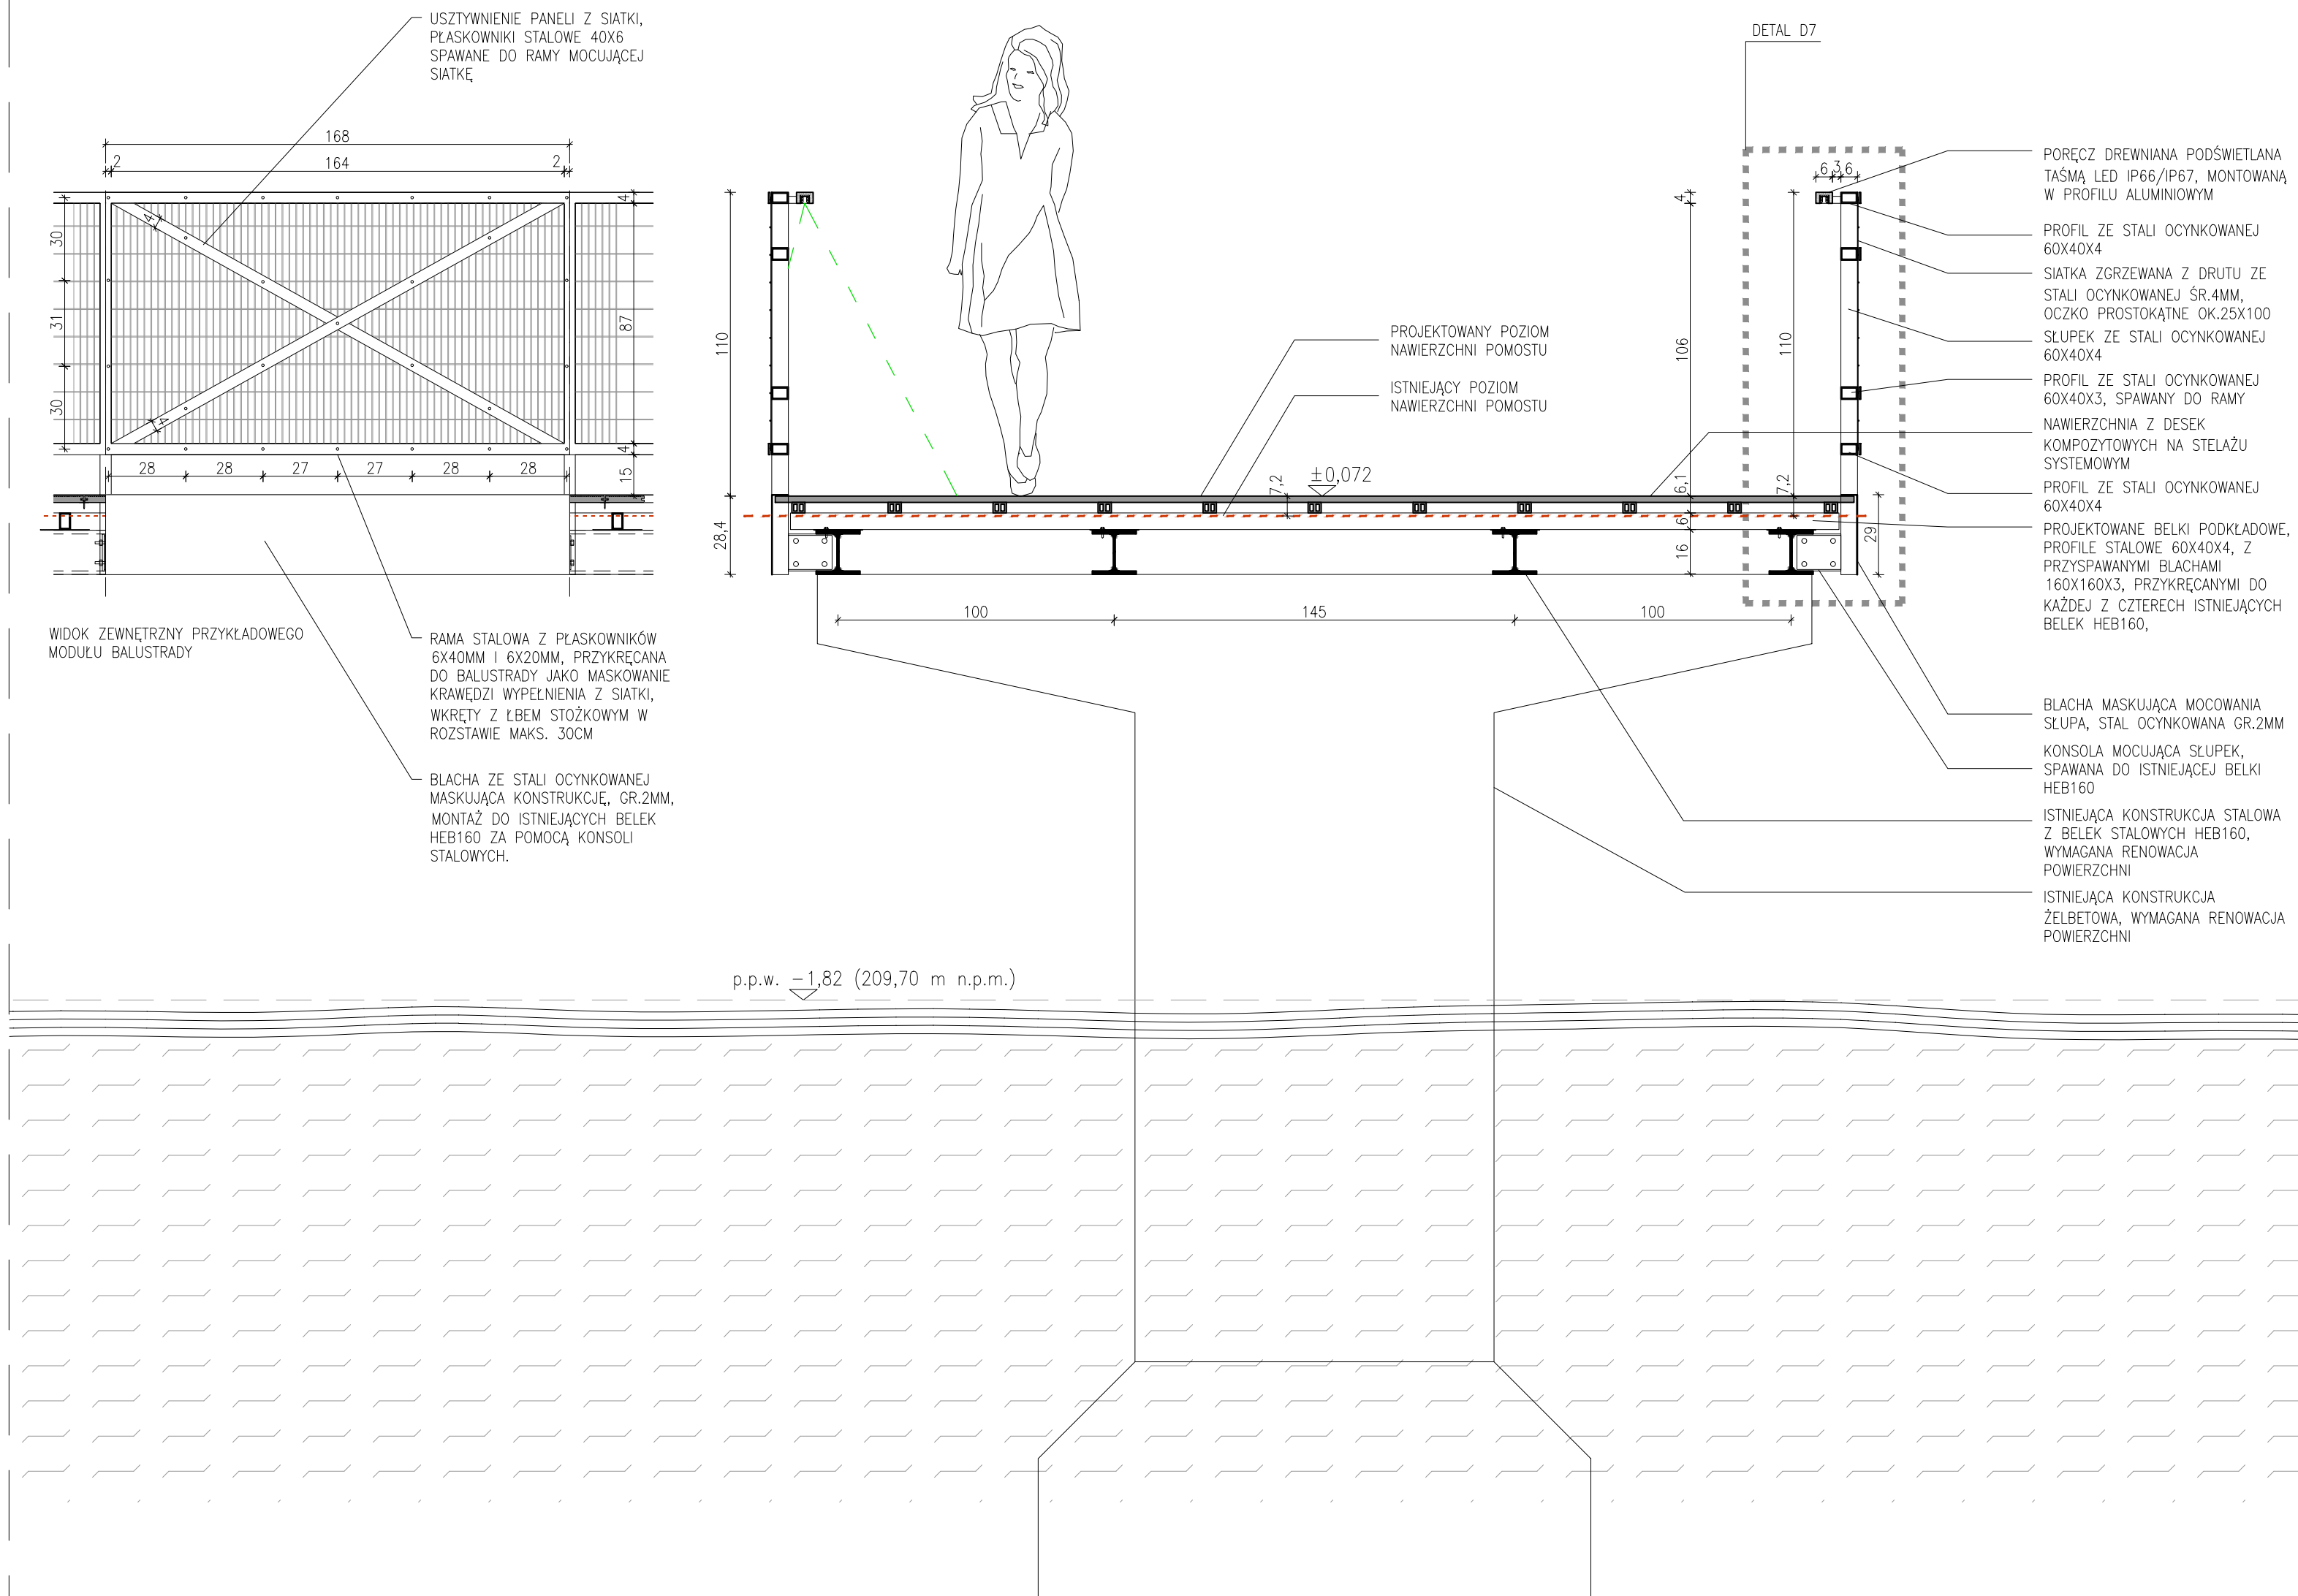 USZTYWNIENIE PANELI Z SIATKI,
PŁASKOWNIKI STALOWE 40X6
SPAWANE DO RAMY MOCUJĄCEJ
SIATKĘ
168
2
164
2
4
30
31
30
4
4
87
4
15
28
28
27
27
28
28
WIDOK ZEWNĘTRZNY PRZYKŁADOWEGO
MODUŁU BALUSTRADY
RAMA STALOWA Z PŁASKOWNIKÓW
6X40MM I 6X20MM, PRZYKRĘCANA
DO BALUSTRADY JAKO MASKOWANIE
KRAWĘDZI WYPEŁNIENIA Z SIATKI,
WKRĘTY Z ŁBEM STOŻKOWYM W
ROZSTAWIE MAKS. 30CM
BLACHA ZE STALI OCYNKOWANEJ
MASKUJĄCA KONSTRUKCJĘ, GR.2MM,
MONTAŻ DO ISTNIEJĄCYCH BELEK
HEB160 ZA POMOCĄ KONSOLI
STALOWYCH.
110
28,4
PROJEKTOWANY POZIOM
NAWIERZCHNI POMOSTU
ISTNIEJĄCY POZIOM
NAWIERZCHNI POMOSTU
±0,072
7,2
100
145
100
DETAL D7
6
3
6
4
106
110
6,1
6
16
7,2
29
PORĘCZ DREWNIANA PODŚWIETLANA
TAŚMĄ LED IP66/IP67, MONTOWANĄ
W PROFILU ALUMINIOWYM
PROFIL ZE STALI OCYNKOWANEJ
60X40X4
SIATKA ZGRZEWANA Z DRUTU ZE
STALI OCYNKOWANEJ ŚR.4MM,
OCZKO PROSTOKĄTNE OK.25X100
SŁUPEK ZE STALI OCYNKOWANEJ
60X40X4
PROFIL ZE STALI OCYNKOWANEJ
60X40X3, SPAWANY DO RAMY
NAWIERZCHNIA Z DESEK
KOMPOZYTOWYCH NA STELAŻU
SYSTEMOWYM
PROFIL ZE STALI OCYNKOWANEJ
60X40X4
PROJEKTOWANE BELKI PODKŁADOWE,
PROFILE STALOWE 60X40X4, Z
PRZYSPAWANYMI BLACHAMI
160X160X3, PRZYKRĘCANYMI DO
KAŻDEJ Z CZTERECH ISTNIEJĄCYCH
BELEK HEB160,
BLACHA MASKUJĄCA MOCOWANIA
SŁUPA, STAL OCYNKOWANA GR.2MM
KONSOLA MOCUJĄCA SŁUPEK,
SPAWANA DO ISTNIEJĄCEJ BELKI
HEB160
ISTNIEJĄCA KONSTRUKCJA STALOWA
Z BELEK STALOWYCH HEB160,
WYMAGANA RENOWACJA
POWIERZCHNI
ISTNIEJĄCA KONSTRUKCJA
ŻELBETOWA, WYMAGANA RENOWACJA
POWIERZCHNI
p.p.w. −1,82 (209,70 m n.p.m.)